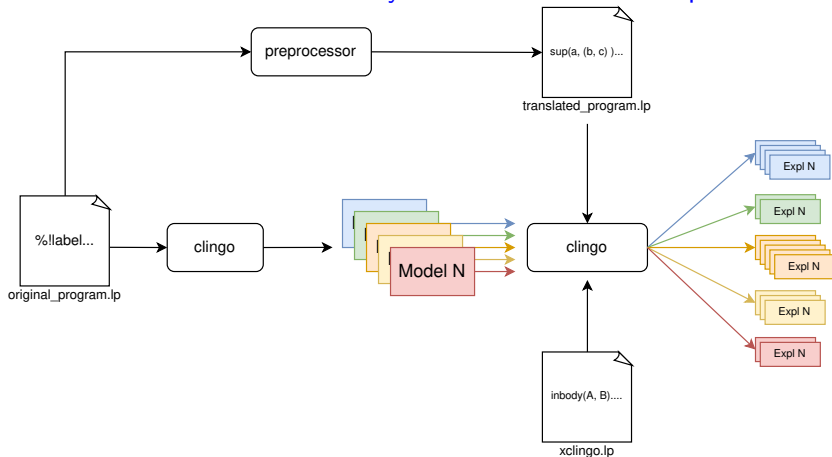 preprocessor
sup(a, (b, c) )...
translated_program.lp
Expl N
Expl N
%!label...
clingo
Model N
clingo
Expl N
original_program.lp
Expl N
Expl N
inbody(A, B)....
xclingo.lp